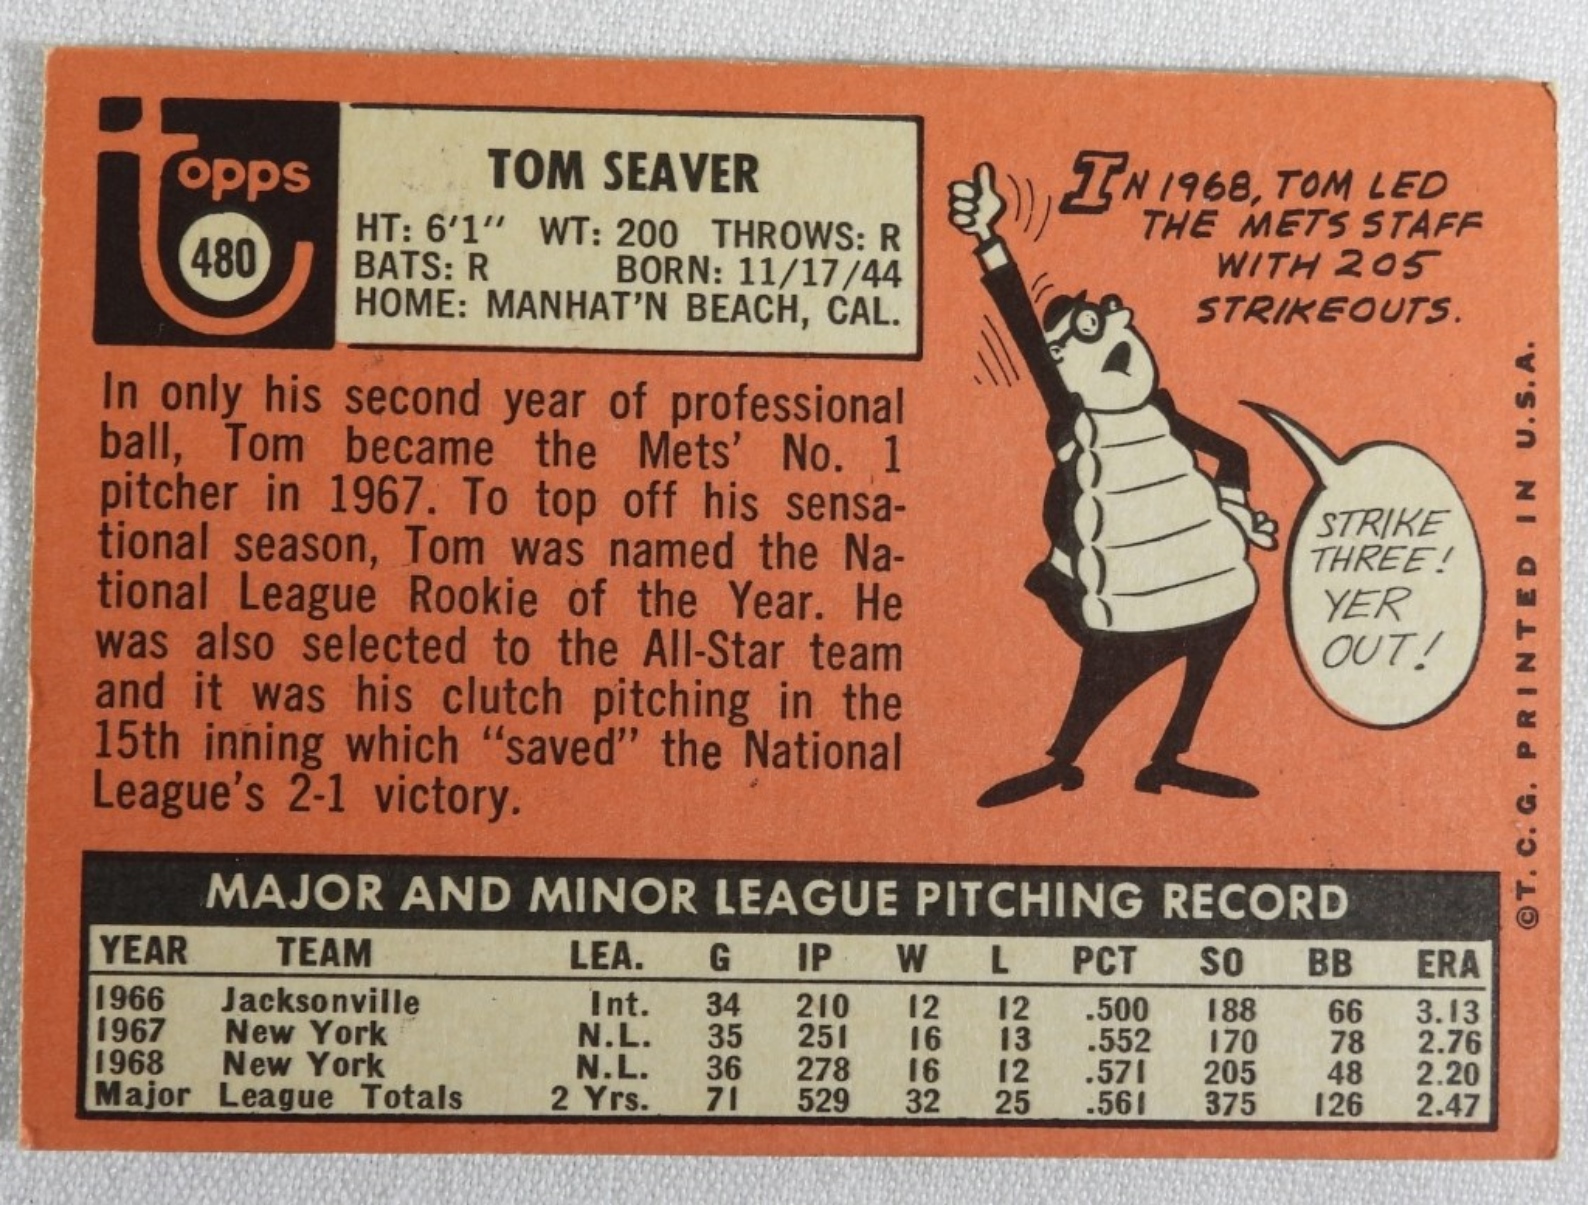 Topps
480
TOM SEAVER
HT: 6'1" WT: 200 THROWS: R
BATS: R BORN: 11/17/44
HOME: MANHAT'N BEACH, CAL.
In only his second year of professional
ball, Tom became the Mets' No. 1
pitcher in 1967. To top off his sensa-
tional season, Tom was named the Na-
tional League Rookie of the Year. He
was also selected to the All-Star team
and it was his clutch pitching in the
15th inning which "saved" the National
League's 2-1 victory.
IN 1968, TOM LED
THE METS STAFF
WITH 205
STRIKEOUTS.
STRIKE
THREE!
YER
OUT!
©T. C. G. PRINTED IN U.S.A.
MAJOR AND MINOR LEAGUE PITCHING RECORD
YEAR TEAM LEA. G IP W L PCT SO BB ERA
1966 Jacksonville Int. 34 210 12 12 .500 188 66 3.13
1967 New York N.L. 35 251 16 13 .552 170 78 2.76
1968 New York N.L. 36 278 16 12 .571 205 48 2.20
Major League Totals 2 Yrs. 71 529 32 25 .561 375 126 2.47